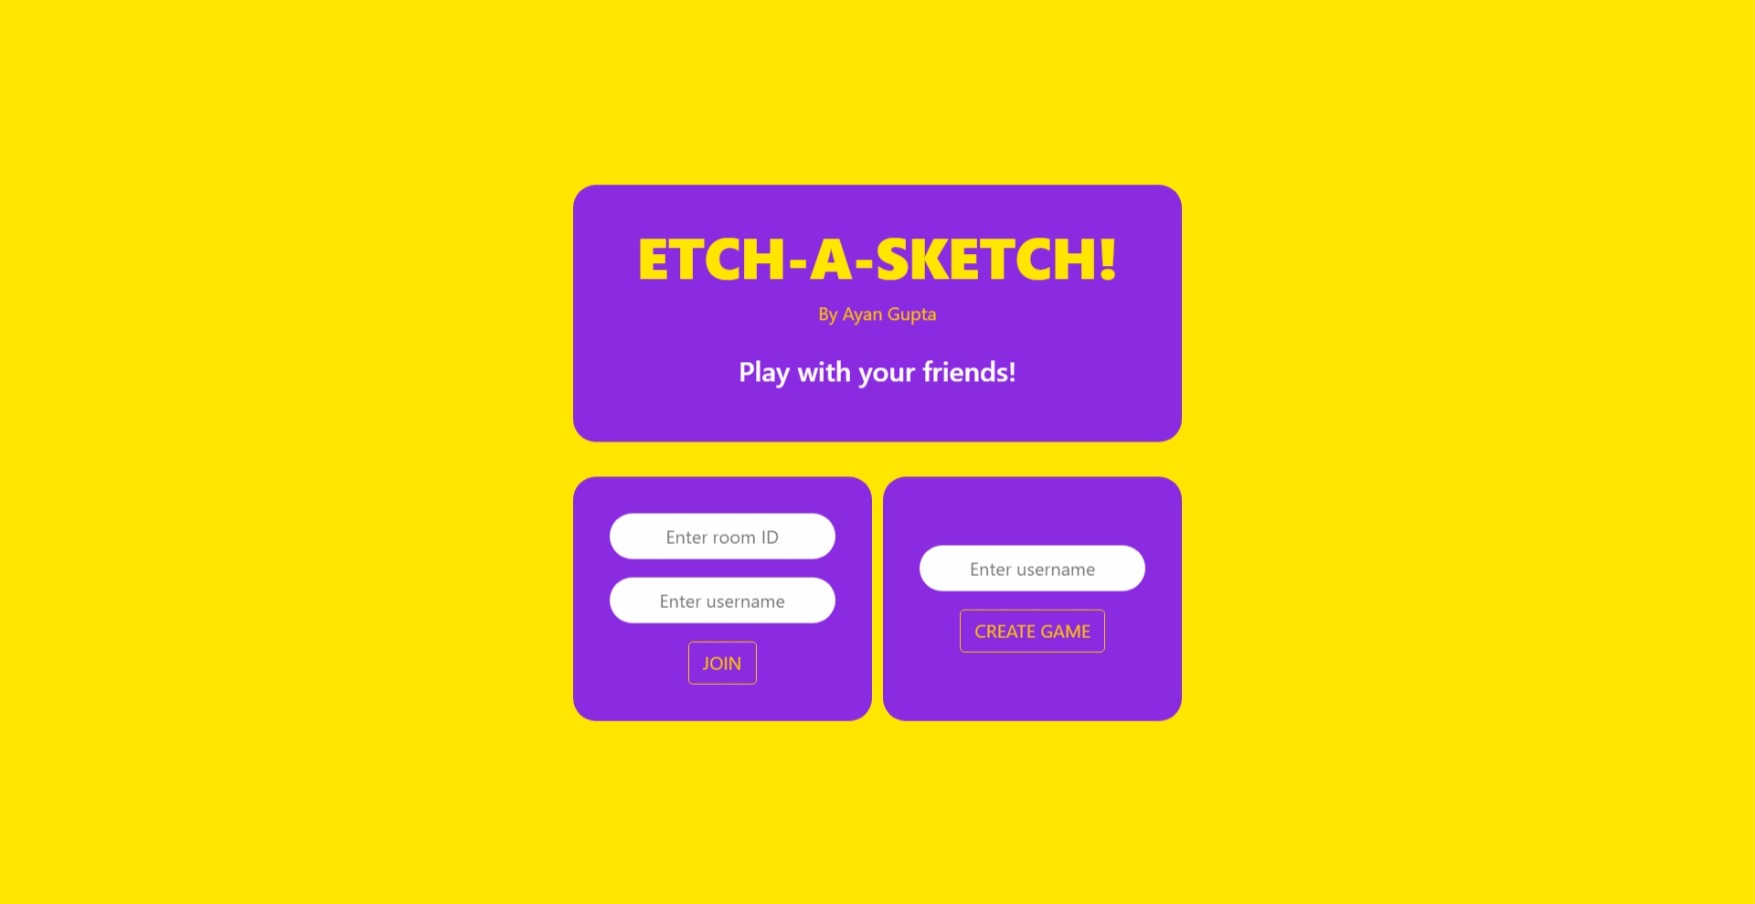 ETCH-A-SKETCH!
By Ayan Gupta
Play with your friends!
Enter room ID
Enter username
JOIN
Enter username
CREATE GAME